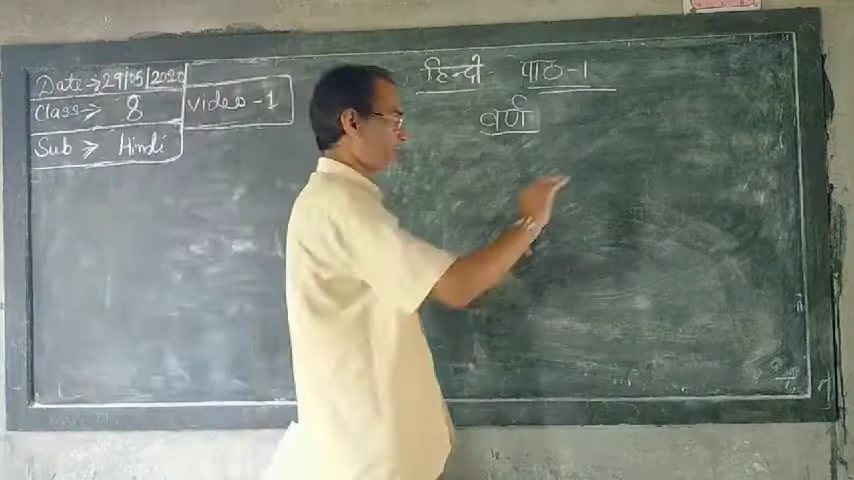 Date → 29/05/2020
Class → 8
Sub → Hindi
video - 1
हिन्दी पाठ-1
वर्ण